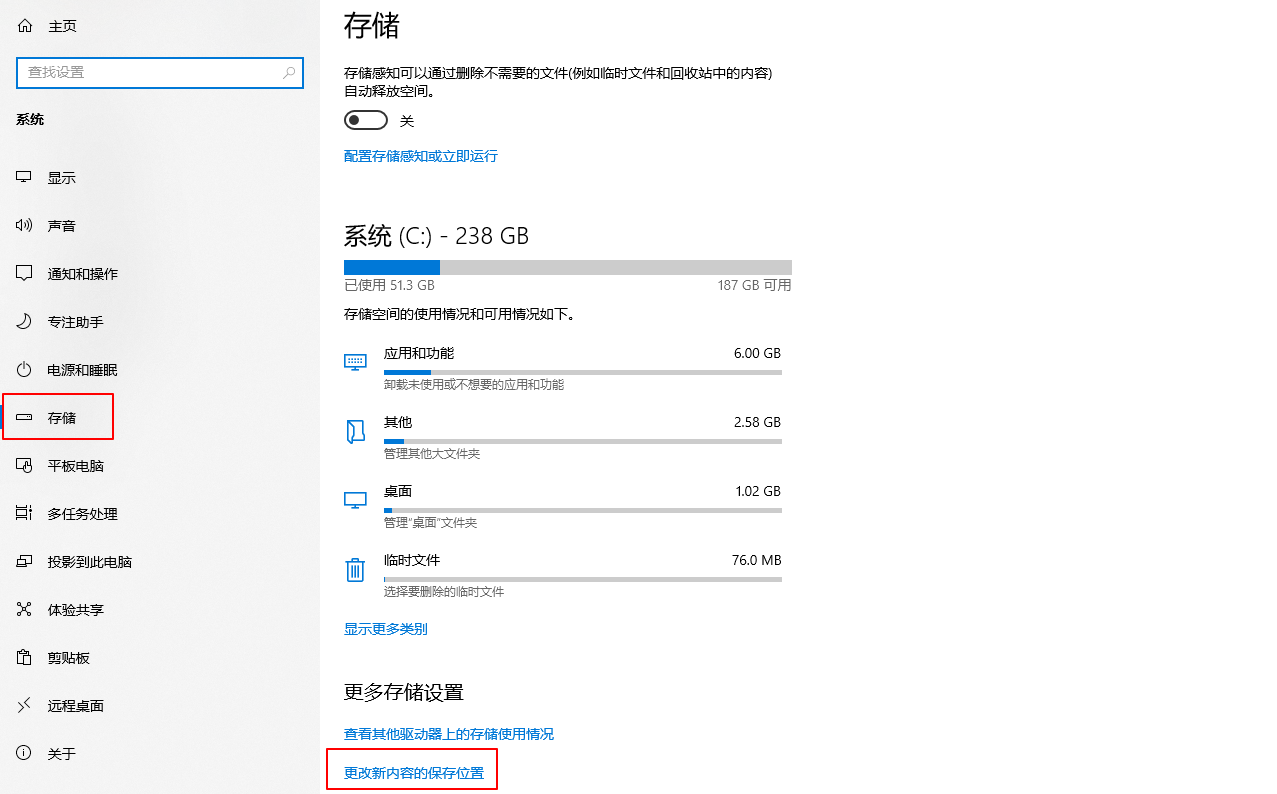 主页
查找设置
系统
显示
声音
通知和操作
专注助手
电源和睡眠
存储
平板电脑
多任务处理
投影到此电脑
体验共享
剪贴板
远程桌面
关于
存储
存储感知可以通过删除不需要的文件(例如临时文件和回收站中的内容)
自动释放空间。
关
配置存储感知或立即运行
系统 (C:) - 238 GB
已使用 51.3 GB 187 GB 可用
存储空间的使用情况和可用情况如下。
应用和功能 6.00 GB
卸载未使用或不想要的应用和功能
其他 2.58 GB
管理其他大文件夹
桌面 1.02 GB
管理"桌面"文件夹
临时文件 76.0 MB
选择要删除的临时文件
显示更多类别
更多存储设置
查看其他驱动器上的存储使用情况
更改新内容的保存位置